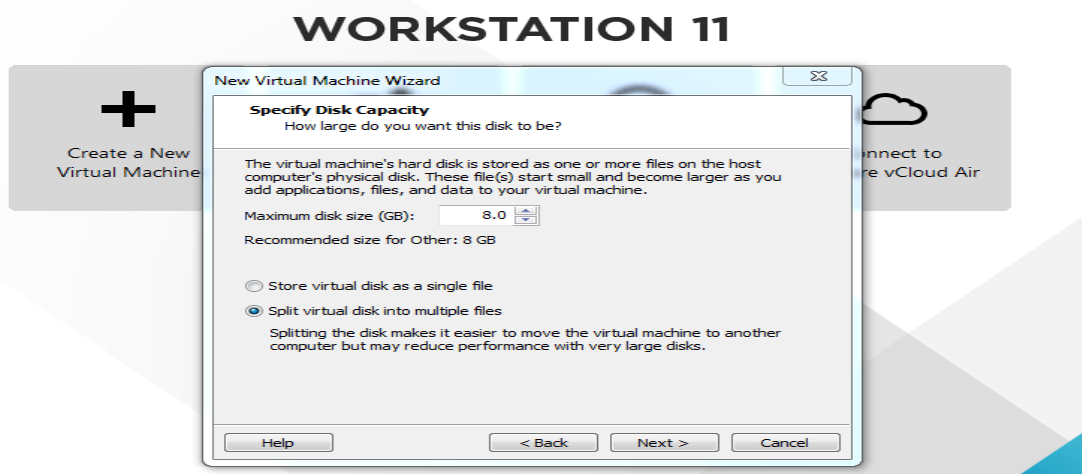 WORKSTATION 11
New Virtual Machine Wizard
Specify Disk Capacity
How large do you want this disk to be?
Create a New
Virtual Machine
The virtual machine's hard disk is stored as one or more files on the host
computer's physical disk. These file(s) start small and become larger as you
add applications, files, and data to your virtual machine.
Maximum disk size (GB): 8.0
Recommended size for Other: 8 GB
Store virtual disk as a single file
Split virtual disk into multiple files
Splitting the disk makes it easier to move the virtual machine to another
computer but may reduce performance with very large disks.
Help < Back Next > Cancel
nnect to
re vCloud Air